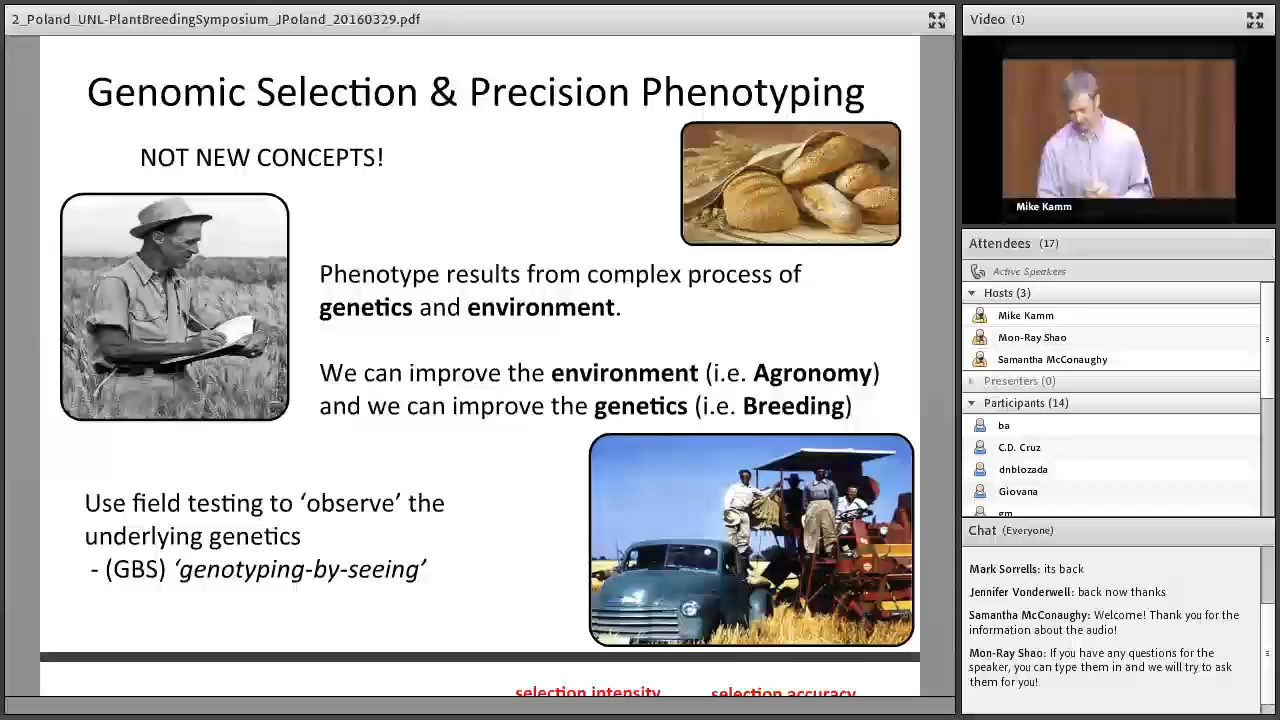 2_Poland_UNL-PlantBreedingSymposium_JPoland_20160329.pdf
Genomic Selection & Precision Phenotyping
NOT NEW CONCEPTS!
Phenotype results from complex process of
genetics and environment.
We can improve the environment (i.e. Agronomy)
and we can improve the genetics (i.e. Breeding)
Use field testing to ‘observe’ the
underlying genetics
- (GBS) ‘genotyping-by-seeing’
selection intensity selection accuracy
Video (1)
Mike Kamm
Attendees (17)
Active Speakers
Hosts (3)
Mike Kamm
Mon-Ray Shao
Samantha McConaughy
Presenters (0)
Participants (14)
ba
C.D. Cruz
dnblozada
Giovana
gm
Chat (Everyone)
Mark Sorrells: its back
Jennifer Vonderwell: back now thanks
Samantha McConaughy: Welcome! Thank you for the
information about the audio!
Mon-Ray Shao: If you have any questions for the
speaker, you can type them in and we will try to ask
them for you!